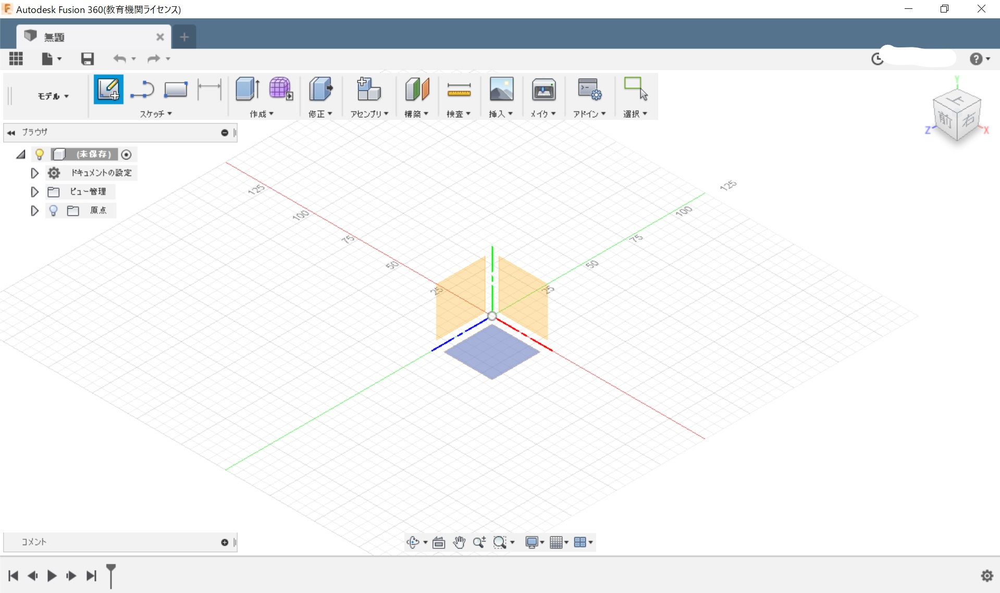 Autodesk Fusion 360(教育機関ライセンス)
無題
モデル
スケッチ
作成
修正
アセンブリ
構築
検査
挿入
メイク
アドイン
選択
Y
上
前
右
Z
X
ブラウザ
(未保存)
ドキュメントの設定
ビュー管理
原点
125
100
75
50
25
125
100
75
50
25
コメント